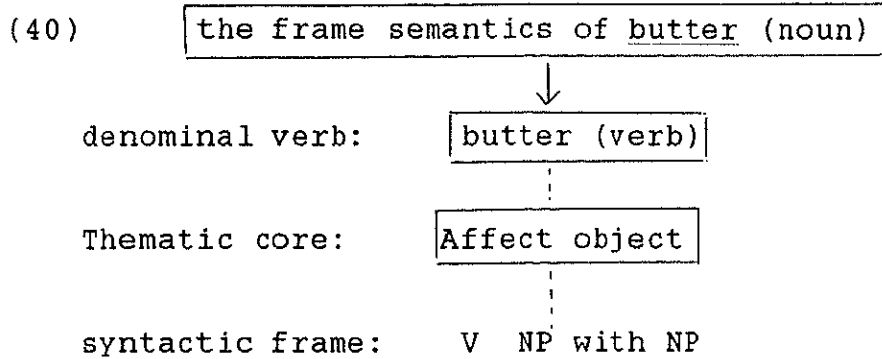 (40) the frame semantics of butter (noun)
denominal verb: butter (verb)
Thematic core: Affect object
syntactic frame: V NP with NP